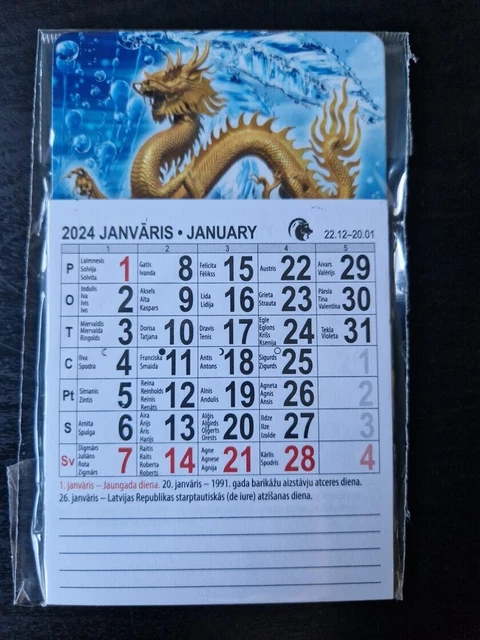 2024 JANVĀRIS • JANUARY 22.12–20.01
1 2 3 4 5
P Laimnesis Solvija Solvita 1 Gatis Ivanda 8 Felicita Fēlikss 15 Austris 22 Aivars Valērijs 29
O Indulis Iva Ivis Ivo 2 Aksels Alta Kaspars 9 Lida Lidija 16 Grieta Strauta 23 Pārsla Tīna Valentīna 30
T Miervaldis Miervalda Ringolds 3 Dorisa Tatjana 10 Dravis Tenis 17 Egle Eglons Krišs Ksenija 24 Tekla Violeta 31
C Ilva Spodra 4 Franciska Smaida 11 Antis Antons 18 Sigurds Zigurds 25 1
Pt Sīmanis Zintis 5 Reina Reinholds Reinis Renāts 12 Alnis Andulis 19 Agneta Agnis Ansis 26 2
S Arnita Spulga 6 Aira Ārijs Āris Harijs 13 Aļģis Aļģirds Oļģerts Orests 20 Ildze Ilze Izolde 27 3
Sv Digmārs Juliāns Rota Zigmārs 7 Raitis Raits Roberta Roberts 14 Agne Agnese Agnija 21 Kārlis Spodris 28 4
1. janvāris – Jaungada diena. 20. janvāris – 1991. gada barikāžu aizstāvju atceres diena.
26. janvāris – Latvijas Republikas starptautiskās (de iure) atzīšanas diena.